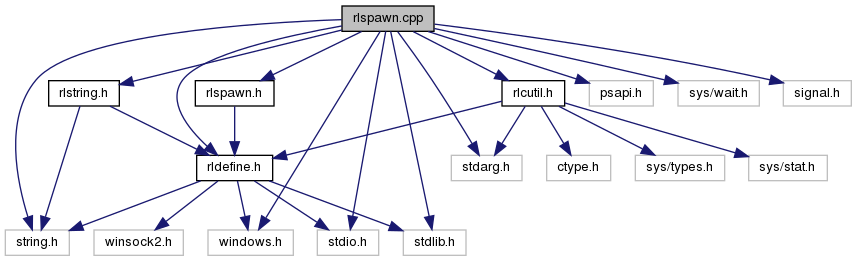 rlspawn.cpp
rlstring.h
rlspawn.h
rlcutil.h
psapi.h
sys/wait.h
signal.h
rldefine.h
stdarg.h
ctype.h
sys/types.h
sys/stat.h
string.h
winsock2.h
windows.h
stdio.h
stdlib.h